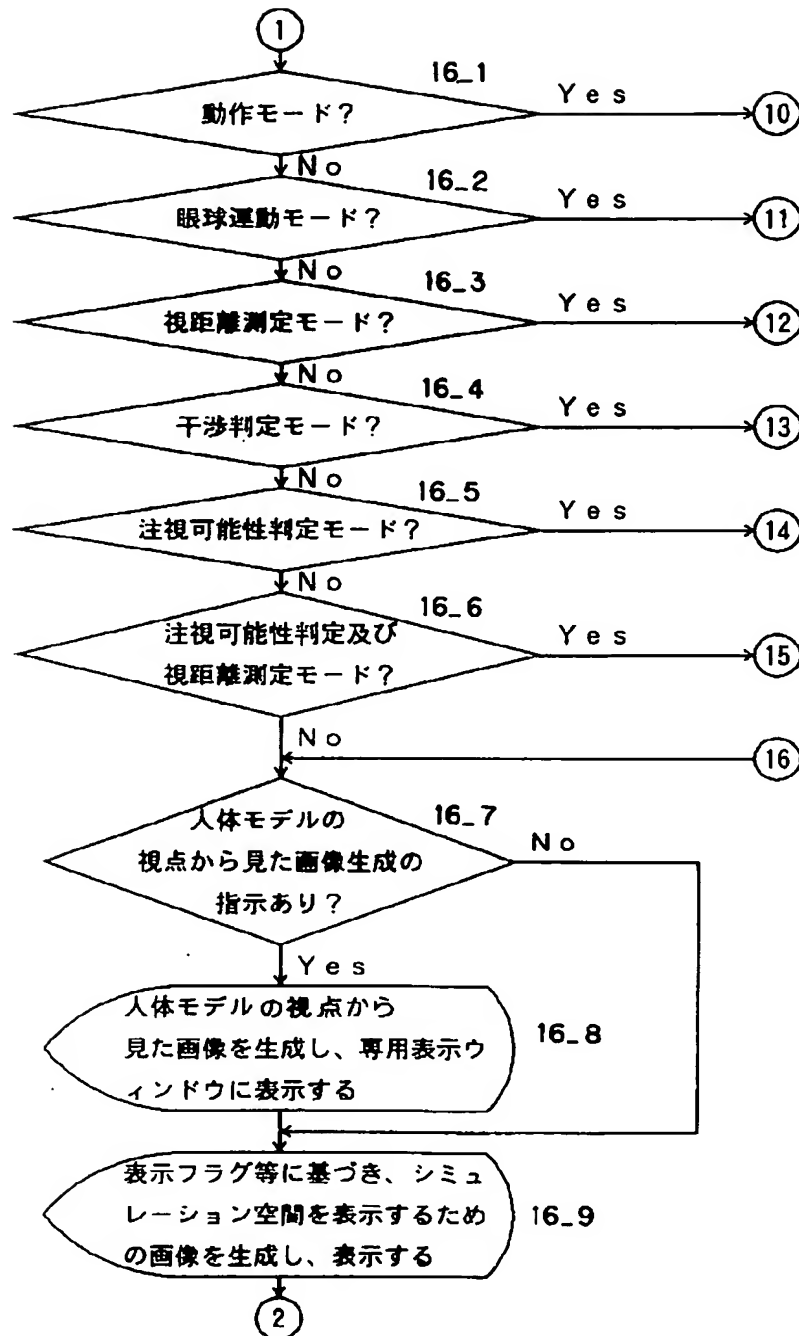 1
16_1
動作モード？
Yes
10
No
16_2
眼球運動モード？
Yes
11
No
16_3
視距離測定モード？
Yes
12
No
16_4
干渉判定モード？
Yes
13
No
16_5
注視可能性判定モード？
Yes
14
No
16_6
注視可能性判定及び
視距離測定モード？
Yes
15
No
16
人体モデルの
視点から見た画像生成の
指示あり？
16_7
No
Yes
人体モデルの視点から
見た画像を生成し、専用表示ウ
ィンドウに表示する
16_8
表示フラグ等に基づき、シミュ
レーション空間を表示するため
の画像を生成し、表示する
16_9
2